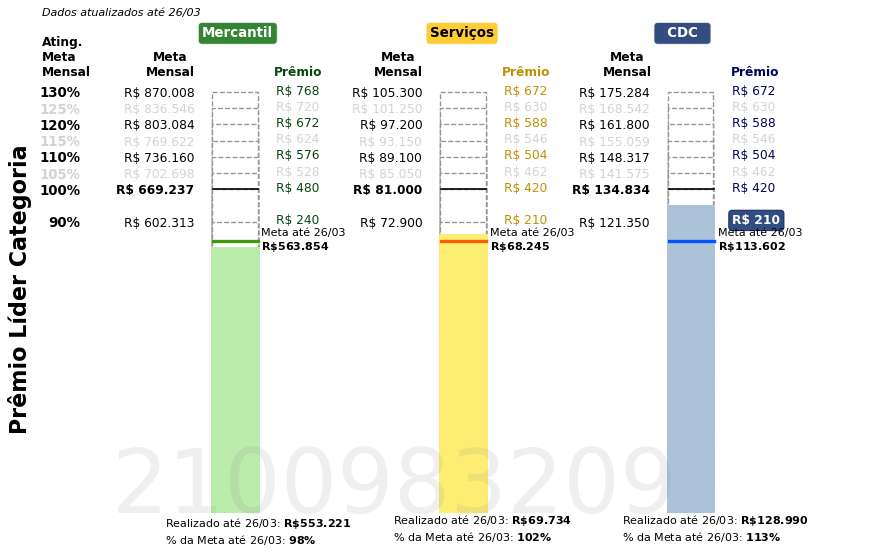 Dados atualizados até 26/03
Mercantil Serviços CDC
Ating. Meta Mensal Meta Mensal Prêmio Meta Mensal Prêmio Meta Mensal Prêmio
130% R$ 870.008 R$ 768 R$ 105.300 R$ 672 R$ 175.284 R$ 672
125% R$ 836.546 R$ 720 R$ 101.250 R$ 630 R$ 168.542 R$ 630
120% R$ 803.084 R$ 672 R$ 97.200 R$ 588 R$ 161.800 R$ 588
115% R$ 769.622 R$ 624 R$ 93.150 R$ 546 R$ 155.059 R$ 546
110% R$ 736.160 R$ 576 R$ 89.100 R$ 504 R$ 148.317 R$ 504
105% R$ 702.698 R$ 528 R$ 85.050 R$ 462 R$ 141.575 R$ 462
100% R$ 669.237 R$ 480 R$ 81.000 R$ 420 R$ 134.834 R$ 420
90% R$ 602.313 R$ 240 R$ 72.900 R$ 210 R$ 121.350 R$ 210
Meta até 26/03 Meta até 26/03 Meta até 26/03
R$563.854 R$68.245 R$113.602
Prêmio Líder Categoria
2100983209
Realizado até 26/03: R$553.221 Realizado até 26/03: R$69.734 Realizado até 26/03: R$128.990
% da Meta até 26/03: 98% % da Meta até 26/03: 102% % da Meta até 26/03: 113%